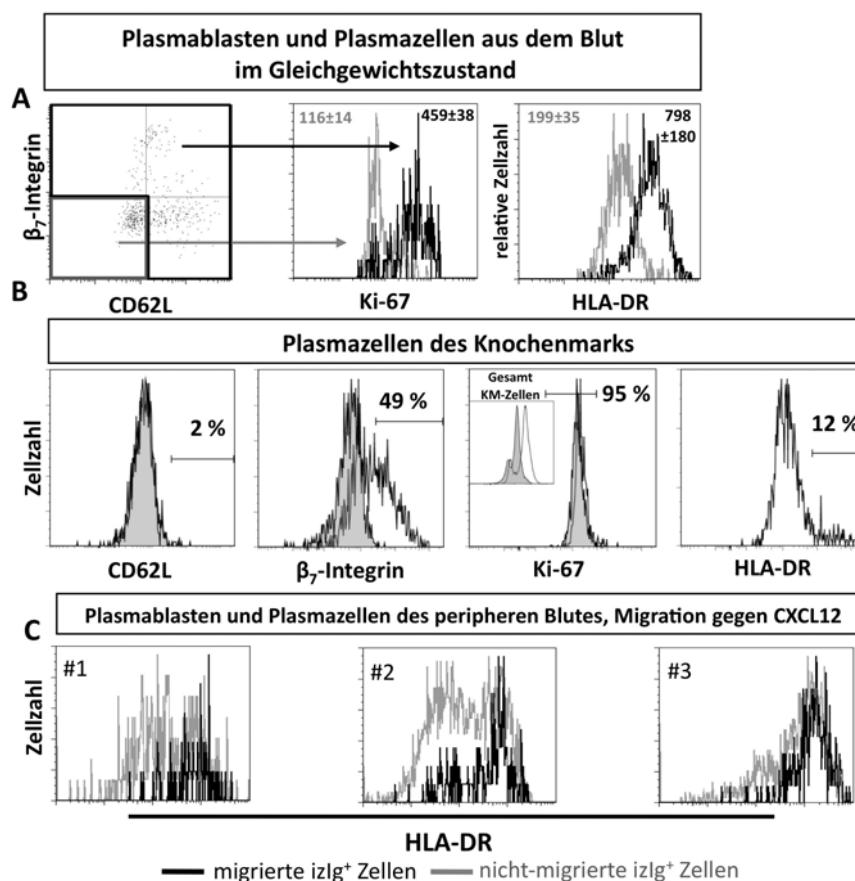 Plasmablasten und Plasmazellen aus dem Blut
im Gleichgewichtszustand
A
β₇-Integrin
CD62L
116±14
459±38
Ki-67
relative Zellzahl
199±35
798
±180
HLA-DR
B
Plasmazellen des Knochenmarks
Zellzahl
2 %
CD62L
49 %
β₇-Integrin
Gesamt
KM-Zellen
95 %
Ki-67
12 %
HLA-DR
C
Plasmablasten und Plasmazellen des peripheren Blutes, Migration gegen CXCL12
Zellzahl
#1
#2
#3
HLA-DR
migrierte izIg⁺ Zellen
nicht-migrierte izIg⁺ Zellen